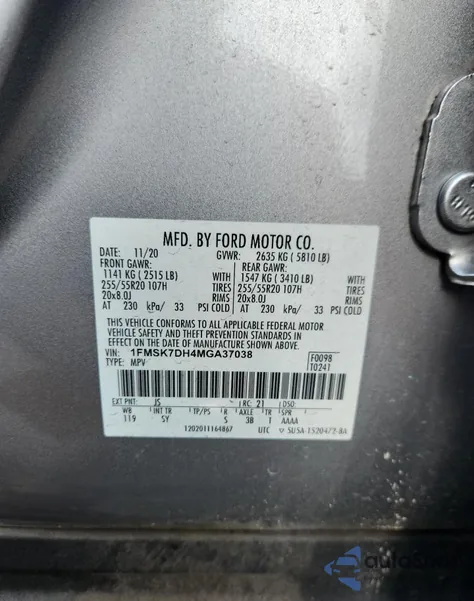 MFD. BY FORD MOTOR CO.
DATE: 11/20 GVWR: 2635 KG ( 5810 LB)
FRONT GAWR: REAR GAWR:
1141 KG ( 2515 LB) WITH 1547 KG ( 3410 LB) WITH
255/55R20 107H TIRES 255/55R20 107H TIRES
20x8.0J RIMS 20x8.0J RIMS
AT 230 kPa/ 33 PSI COLD AT 230 kPa/ 33 PSI COLD
THIS VEHICLE CONFORMS TO ALL APPLICABLE FEDERAL MOTOR
VEHICLE SAFETY AND THEFT PREVENTION STANDARDS IN
EFFECT ON THE DATE OF MANUFACTURE SHOWN ABOVE.
VIN: 1FMSK7DH4MGA37038 F0098
TYPE: MPV T0241
EXT PNT: JS RC: 21 DSO:
WB INT TR TP/PS R AXLE TR SPR
119 SY 5 3B 1 AAAA
1202011164867 UTC 5U5A-1520472-BA